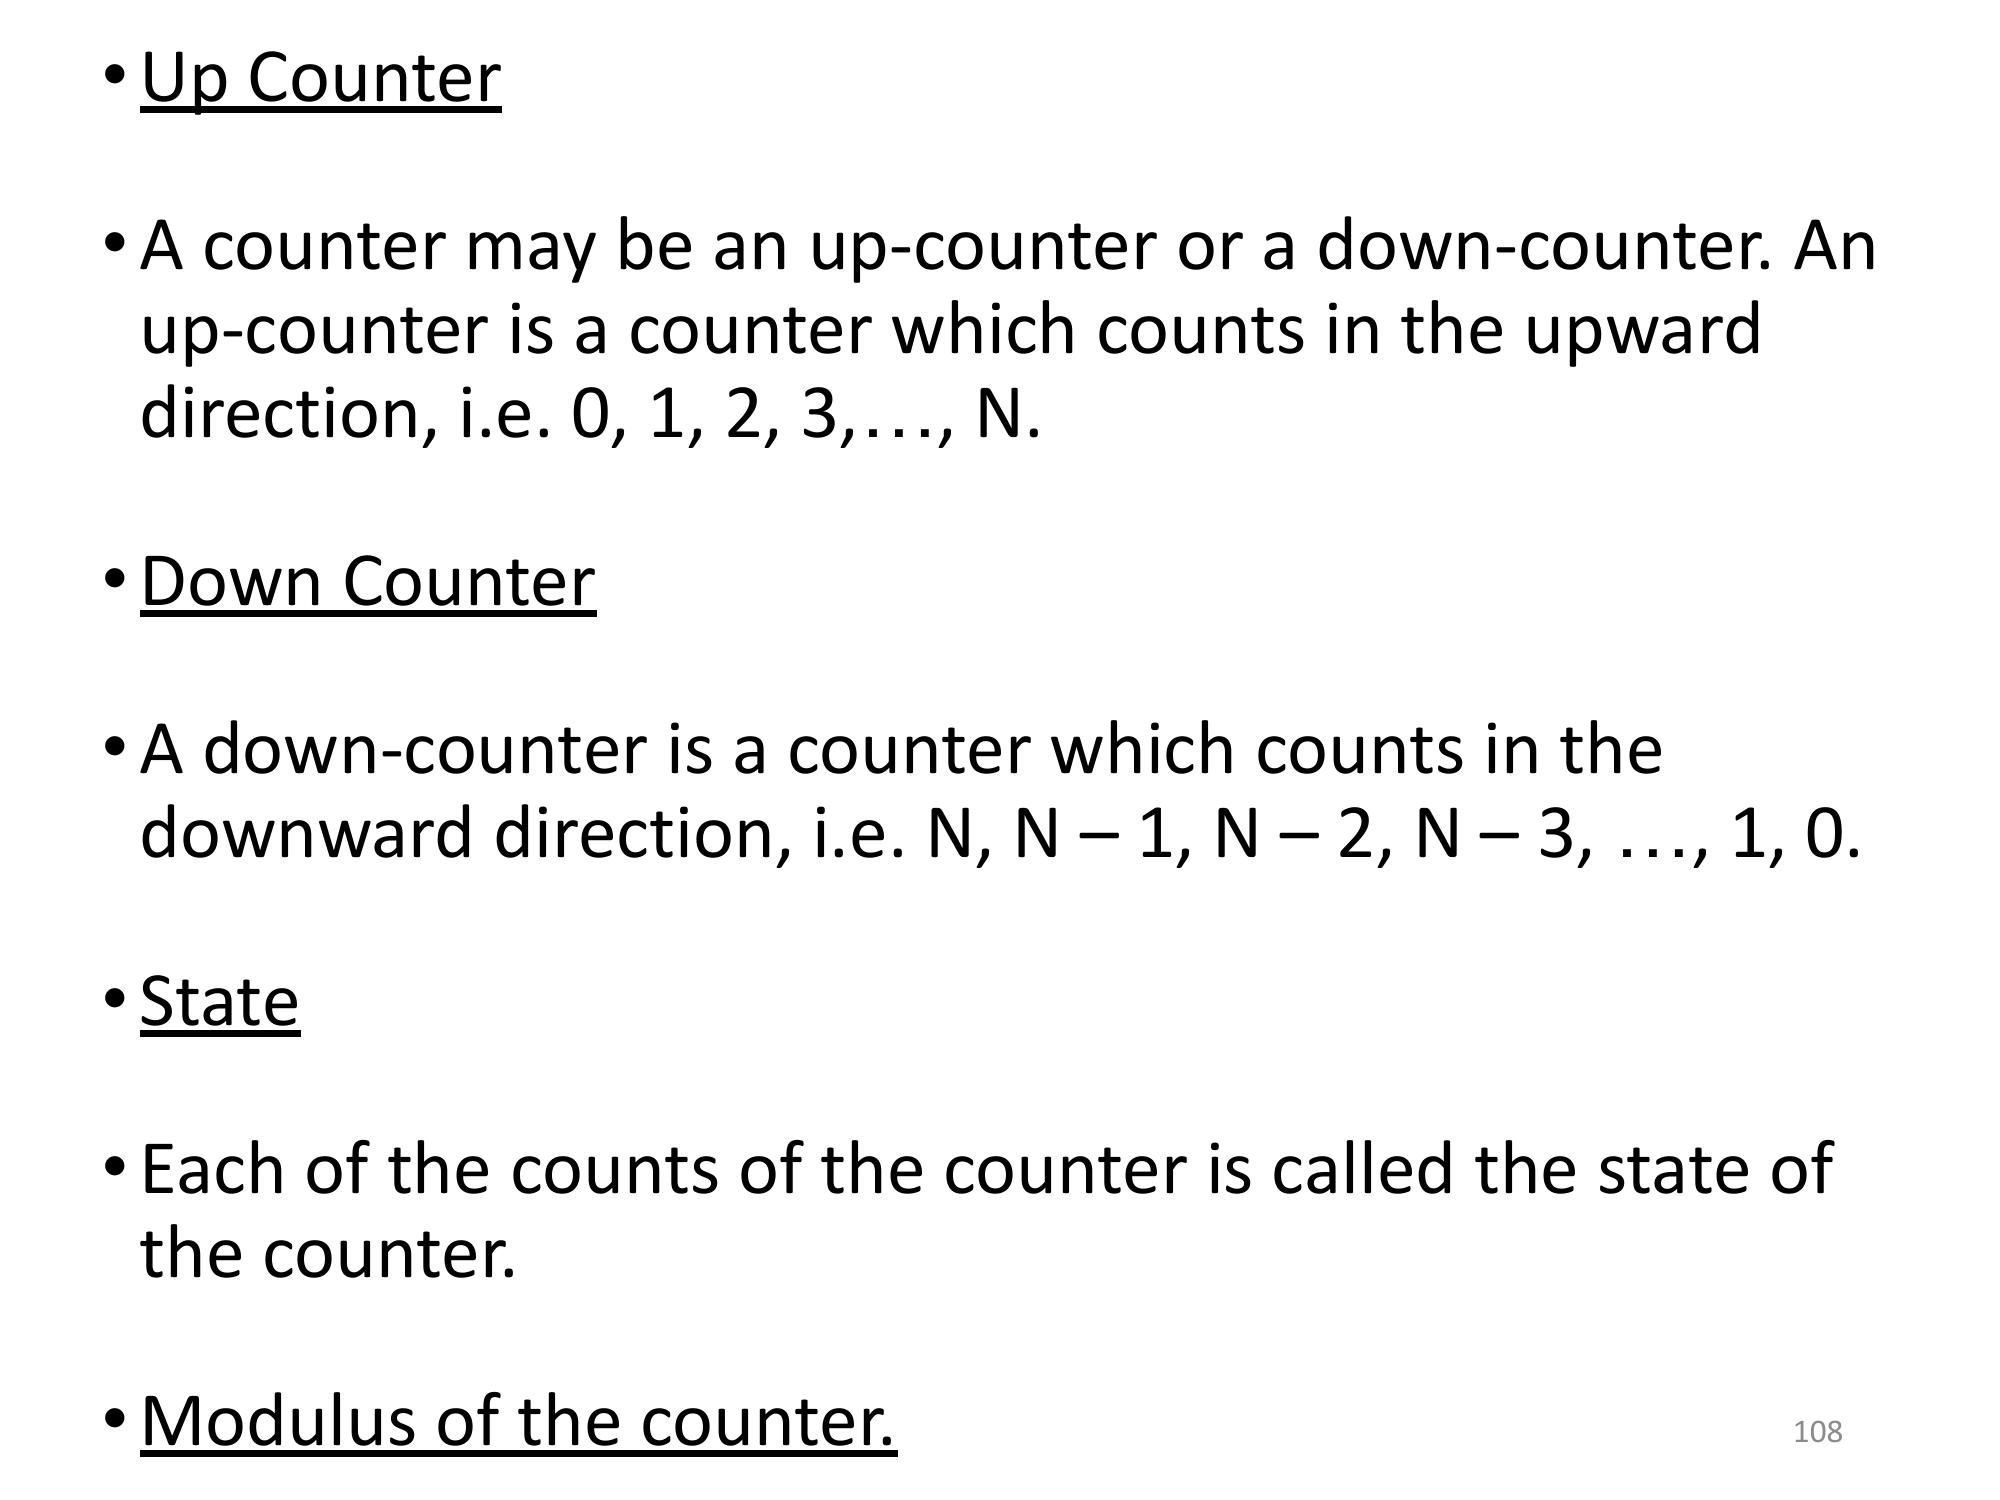 • Up Counter
• A counter may be an up-counter or a down-counter. An
up-counter is a counter which counts in the upward
direction, i.e. 0, 1, 2, 3,…, N.
• Down Counter
• A down-counter is a counter which counts in the
downward direction, i.e. N, N – 1, N – 2, N – 3, …, 1, 0.
• State
• Each of the counts of the counter is called the state of
the counter.
• Modulus of the counter.
108